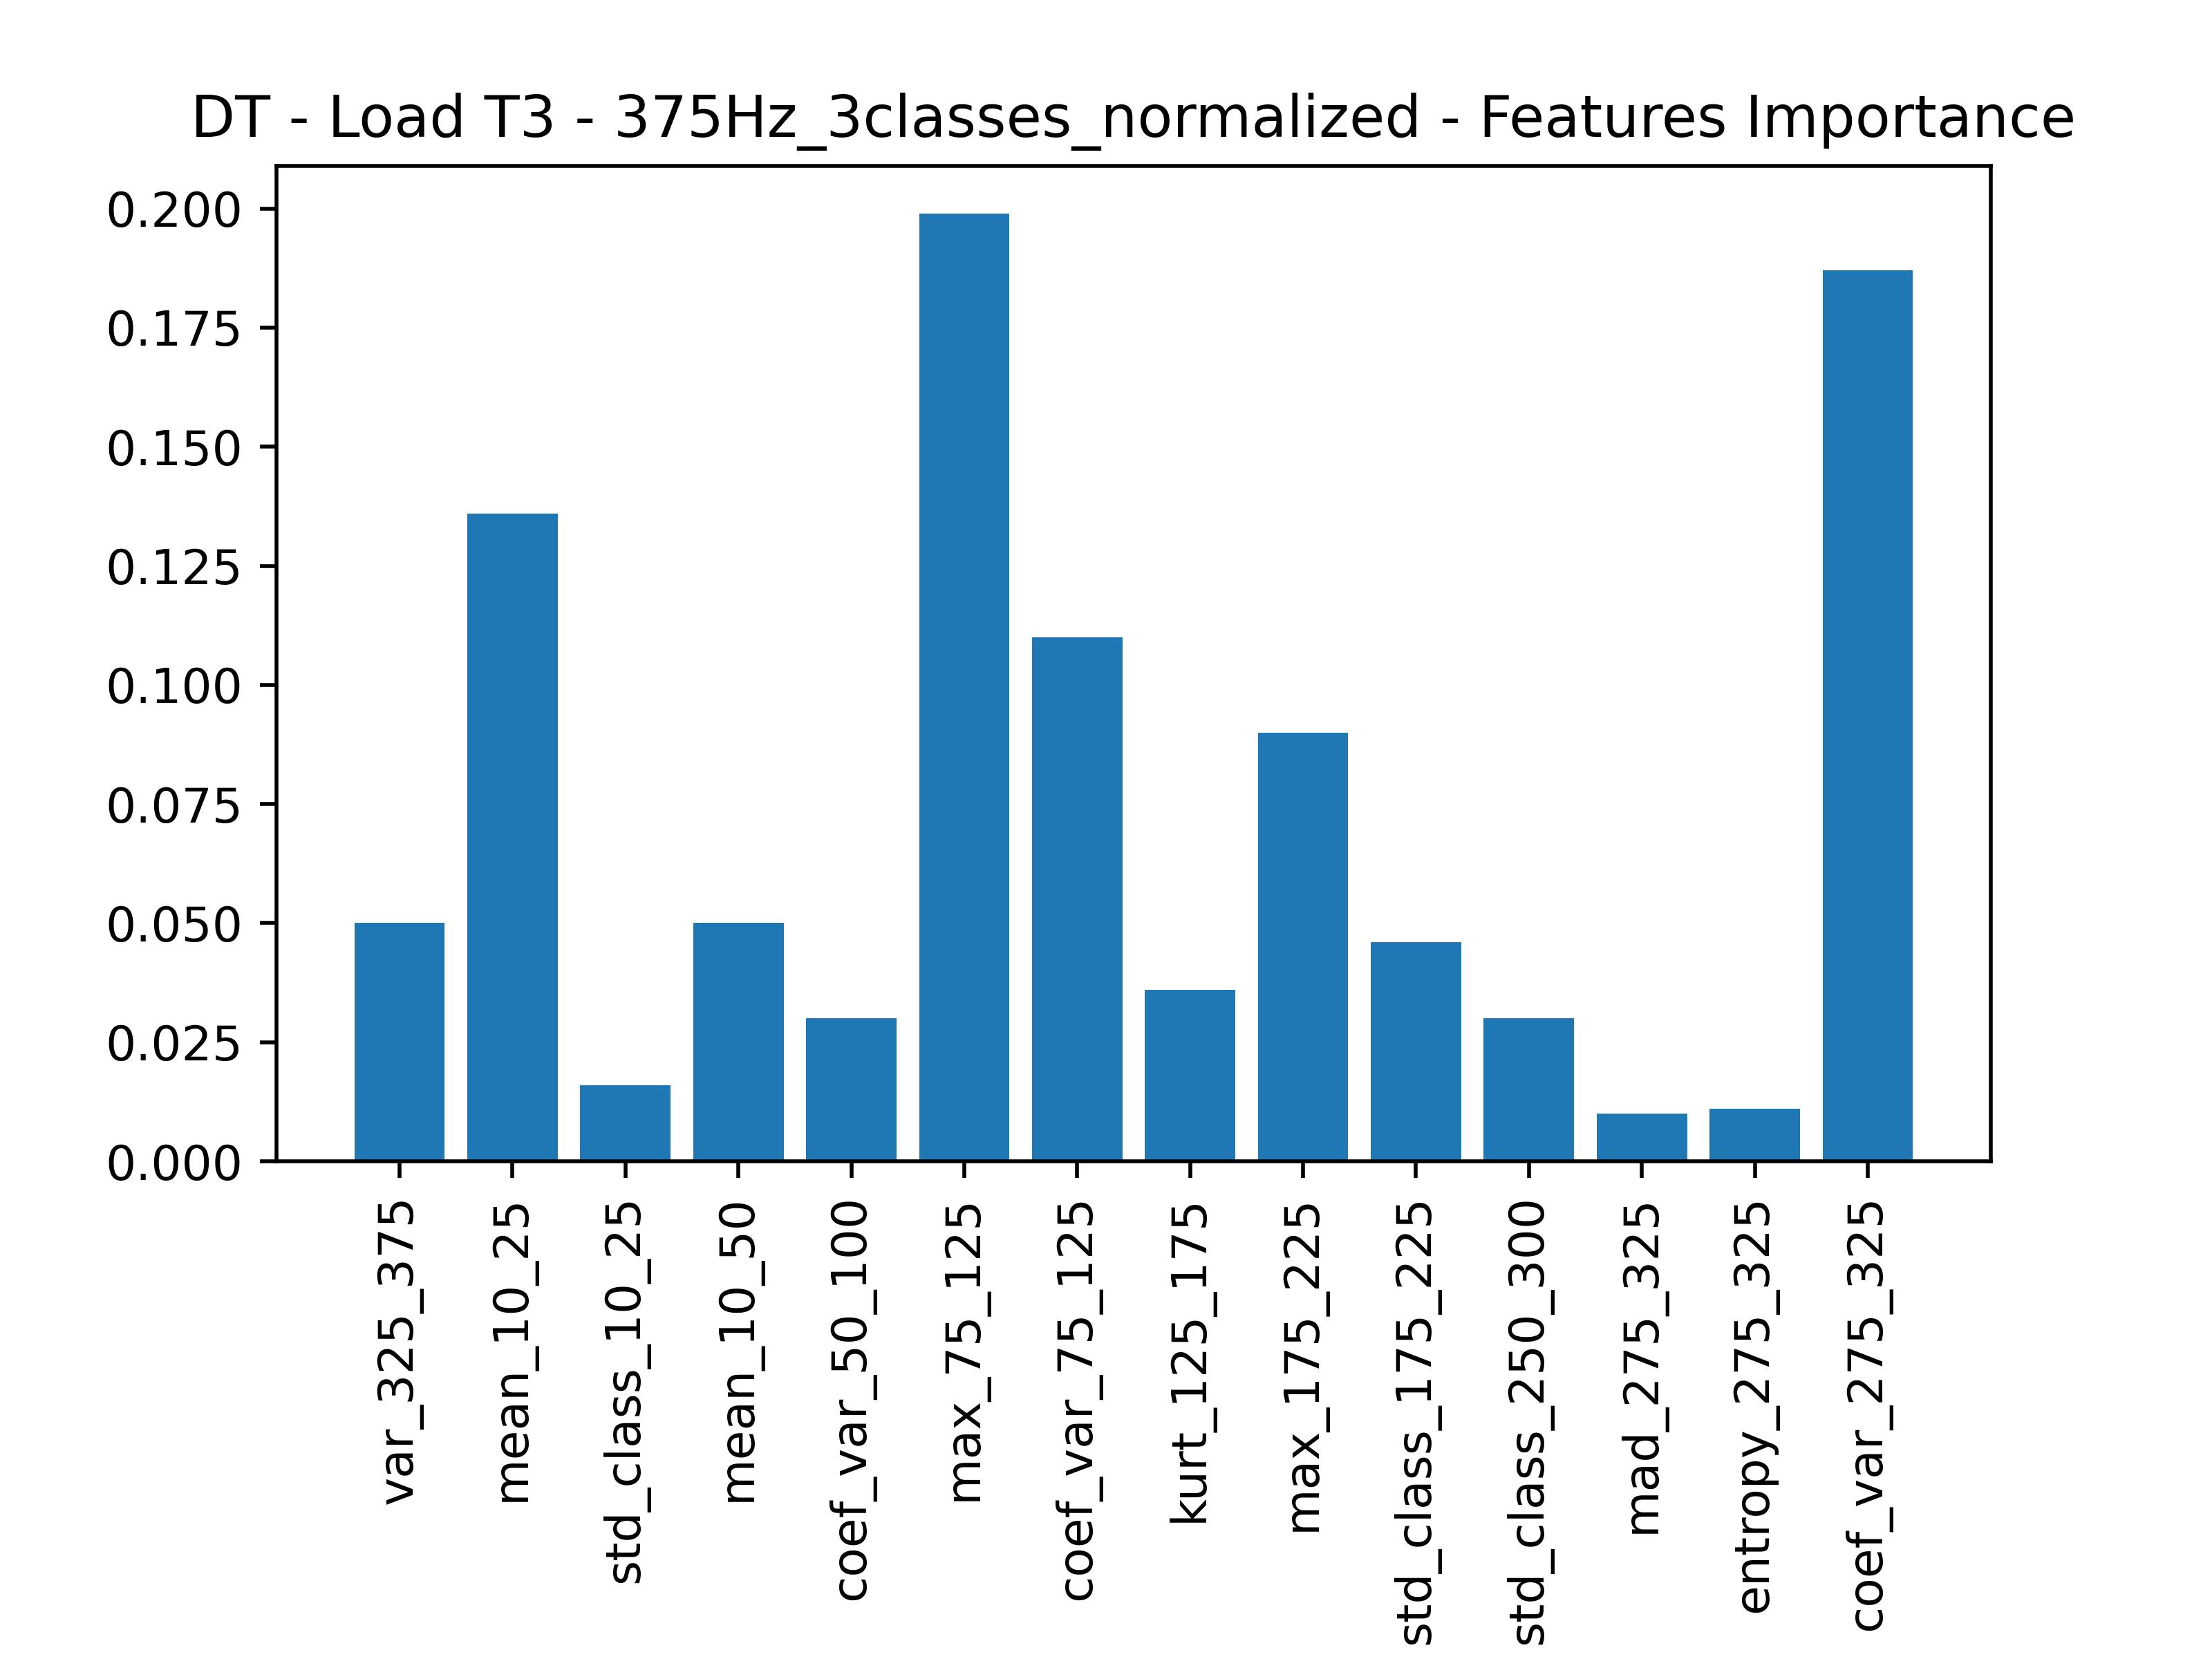 DT - Load T3 - 375Hz_3classes_normalized - Features Importance
0.200
0.175
0.150
0.125
0.100
0.075
0.050
0.025
0.000
var_325_375
mean_10_25
std_class_10_25
mean_10_50
coef_var_50_100
max_75_125
coef_var_75_125
kurt_125_175
max_175_225
std_class_175_225
std_class_250_300
mad_275_325
entropy_275_325
coef_var_275_325